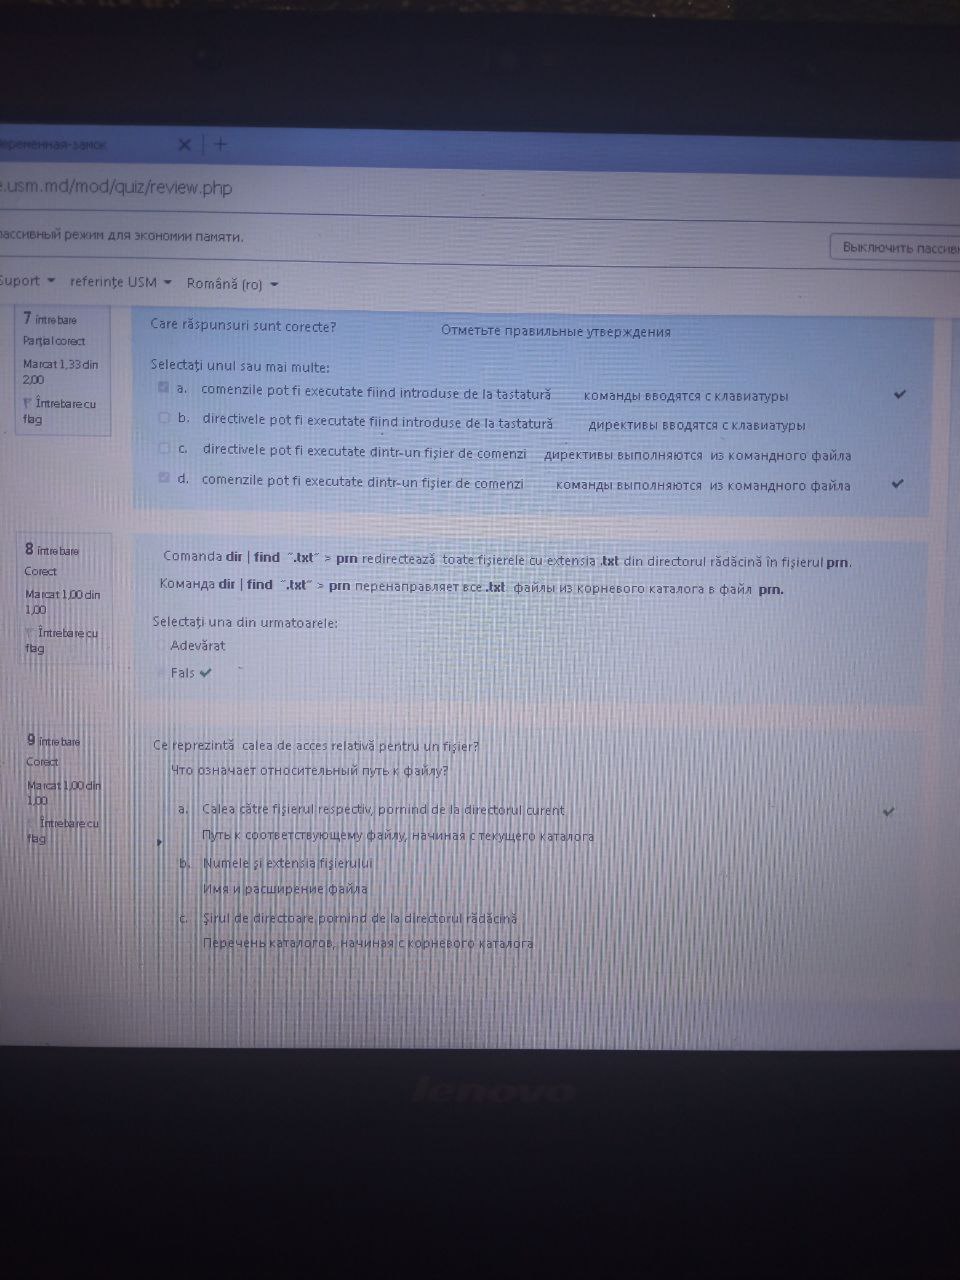 еременная-замок
e.usm.md/mod/quiz/review.php
пассивный режим для экономии памяти.
Выключить пассивн
Suport referințe USM Română (ro)
7 întrebare
Parțial corect
Marcat 1,33 din
2,00
Întrebare cu
flag
Care răspunsuri sunt corecte? Отметьте правильные утверждения
Selectați unul sau mai multe:
a. comenzile pot fi executate fiind introduse de la tastatură команды вводятся с клавиатуры
b. directivele pot fi executate fiind introduse de la tastatură директивы вводятся с клавиатуры
c. directivele pot fi executate dintr-un fișier de comenzi директивы выполняются из командного файла
d. comenzile pot fi executate dintr-un fișier de comenzi команды выполняются из командного файла
8 întrebare
Corect
Marcat 1,00 din
1,00
Întrebare cu
flag
Comanda dir | find ˝.txt˝ > prn redirectează toate fișierele cu extensia .txt din directorul rădăcină în fișierul prn.
Команда dir | find ˝.txt˝ > prn перенаправляет все .txt файлы из корневого каталога в файл prn.
Selectați una din urmatoarele:
Adevărat
Fals
9 întrebare
Corect
Marcat 1,00 din
1,00
Întrebare cu
flag
Ce reprezintă calea de acces relativă pentru un fișier?
Что означает относительный путь к файлу?
a. Calea către fișierul respectiv, pornind de la directorul curent
Путь к соответствующему файлу, начиная с текущего каталога
b. Numele și extensia fișierului
Имя и расширение файла
c. Șirul de directoare pornind de la directorul rădăcină
Перечень каталогов, начиная с корневого каталога
lenovo